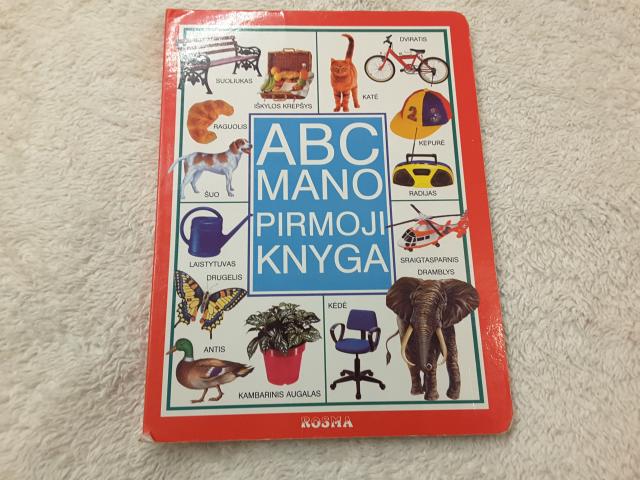 SUOLIUKAS
IŠKYLOS KREPŠYS
KATĖ
DVIRATIS
RAGUOLIS
KEPURĖ
2
ŠUO
RADIJAS
ABC
MANO
PIRMOJI
KNYGA
LAISTYTUVAS
SRAIGTASPARNIS
DRUGELIS
DRAMBLYS
KĖDĖ
ANTIS
KAMBARINIS AUGALAS
ROSMA